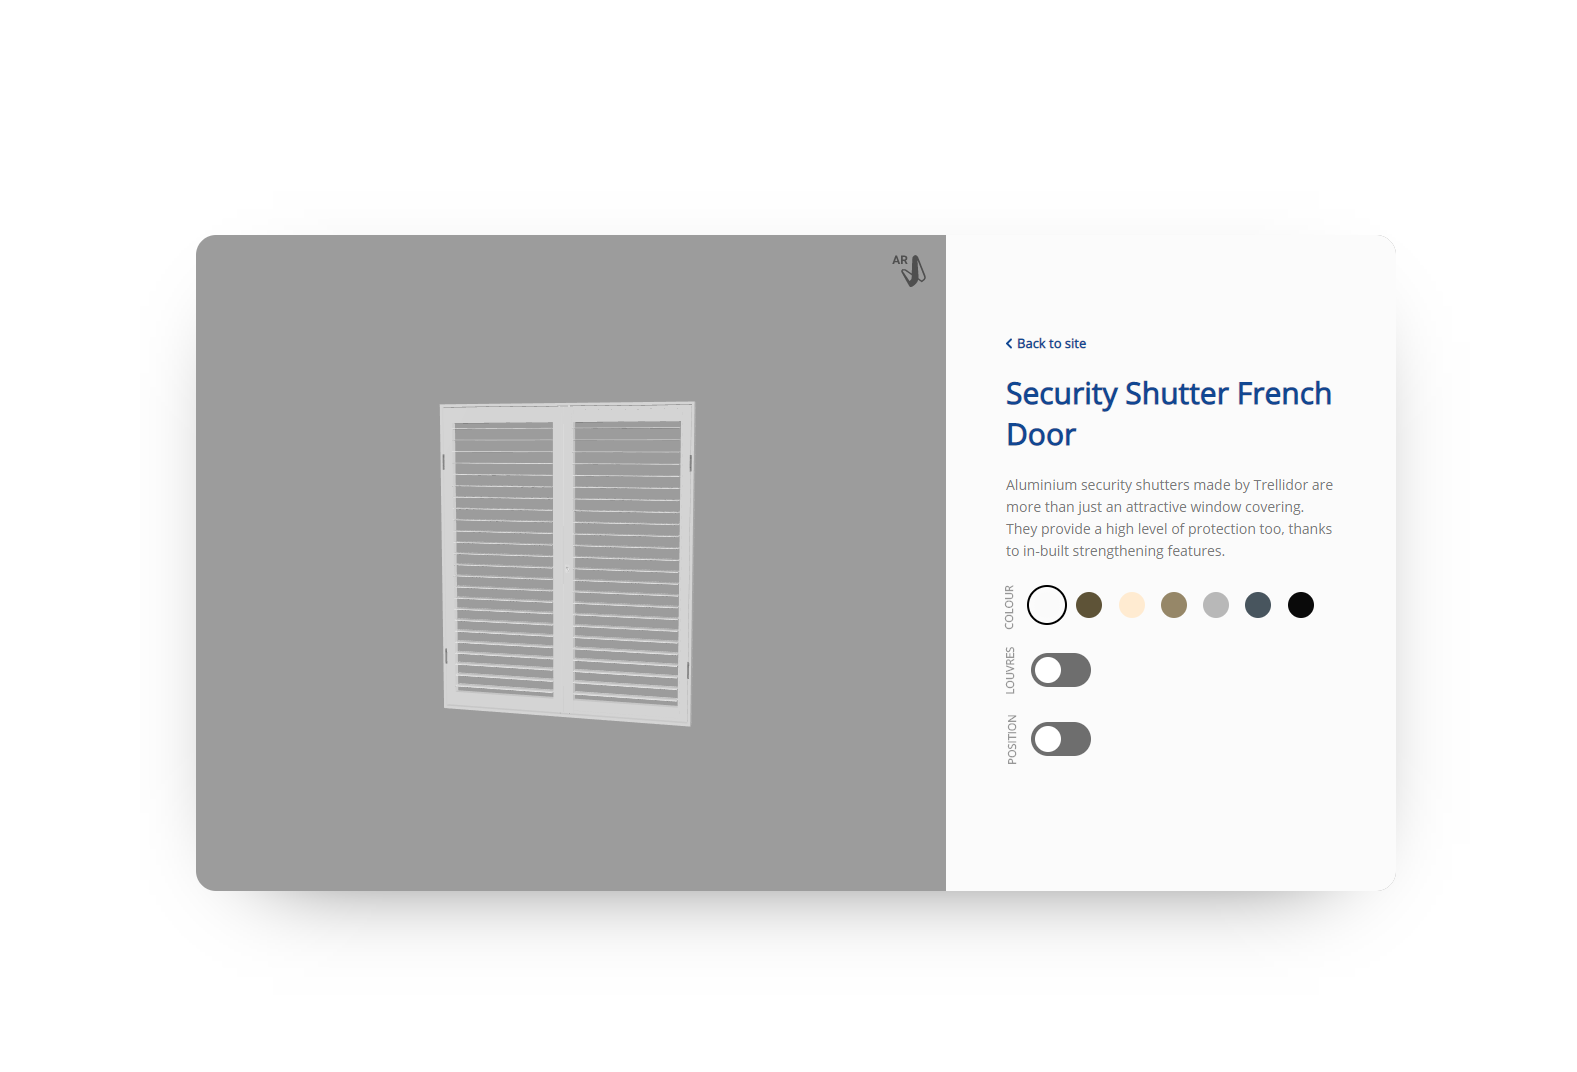 AR
Back to site
Security Shutter French
Door
Aluminium security shutters made by Trellidor are
more than just an attractive window covering.
They provide a high level of protection too, thanks
to in-built strengthening features.
COLOUR
LOUVRES
POSITION